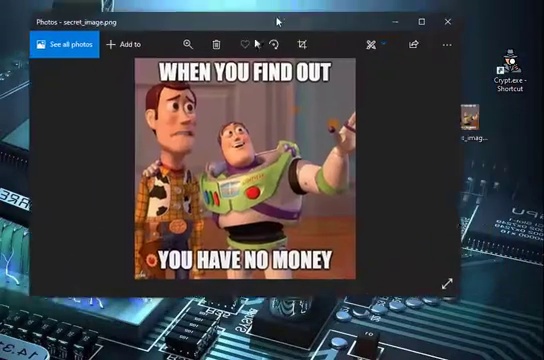 Photos - secret_image.png
See all photos
Add to
WHEN YOU FIND OUT
YOU HAVE NO MONEY
Crypt.exe -
Shortcut